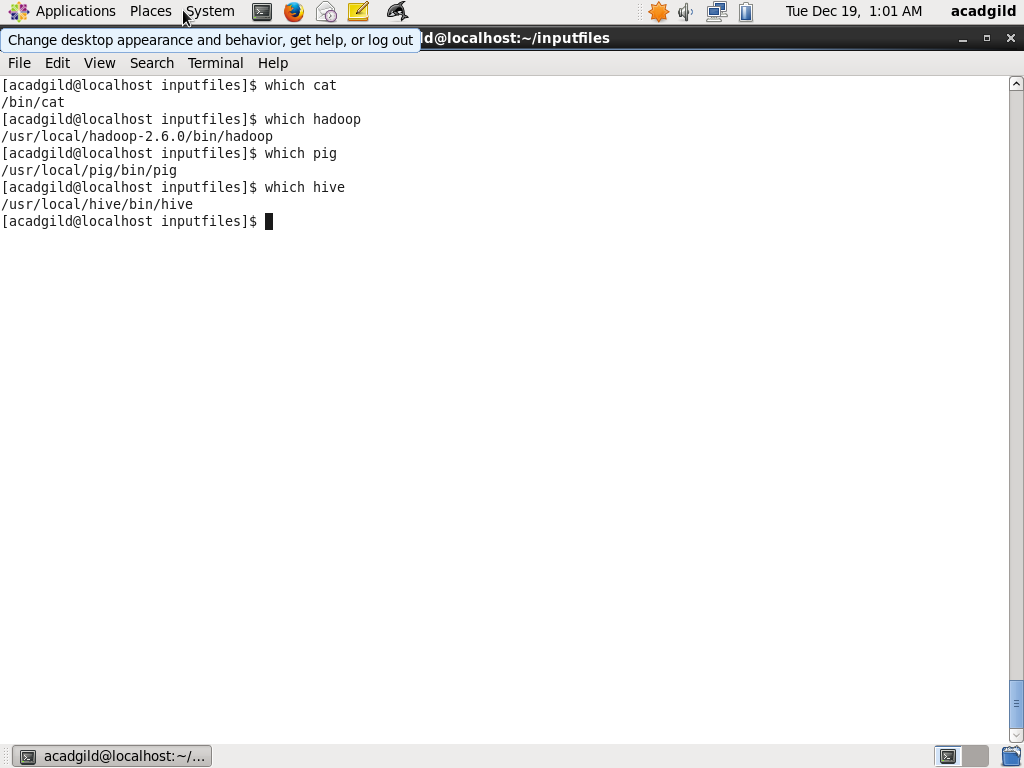 Applications Places System Tue Dec 19, 1:01 AM acadgild
Change desktop appearance and behavior, get help, or log out
ld@localhost:~/inputfiles
File Edit View Search Terminal Help
[acadgild@localhost inputfiles]$ which cat
/bin/cat
[acadgild@localhost inputfiles]$ which hadoop
/usr/local/hadoop-2.6.0/bin/hadoop
[acadgild@localhost inputfiles]$ which pig
/usr/local/pig/bin/pig
[acadgild@localhost inputfiles]$ which hive
/usr/local/hive/bin/hive
[acadgild@localhost inputfiles]$
acadgild@localhost:~/...